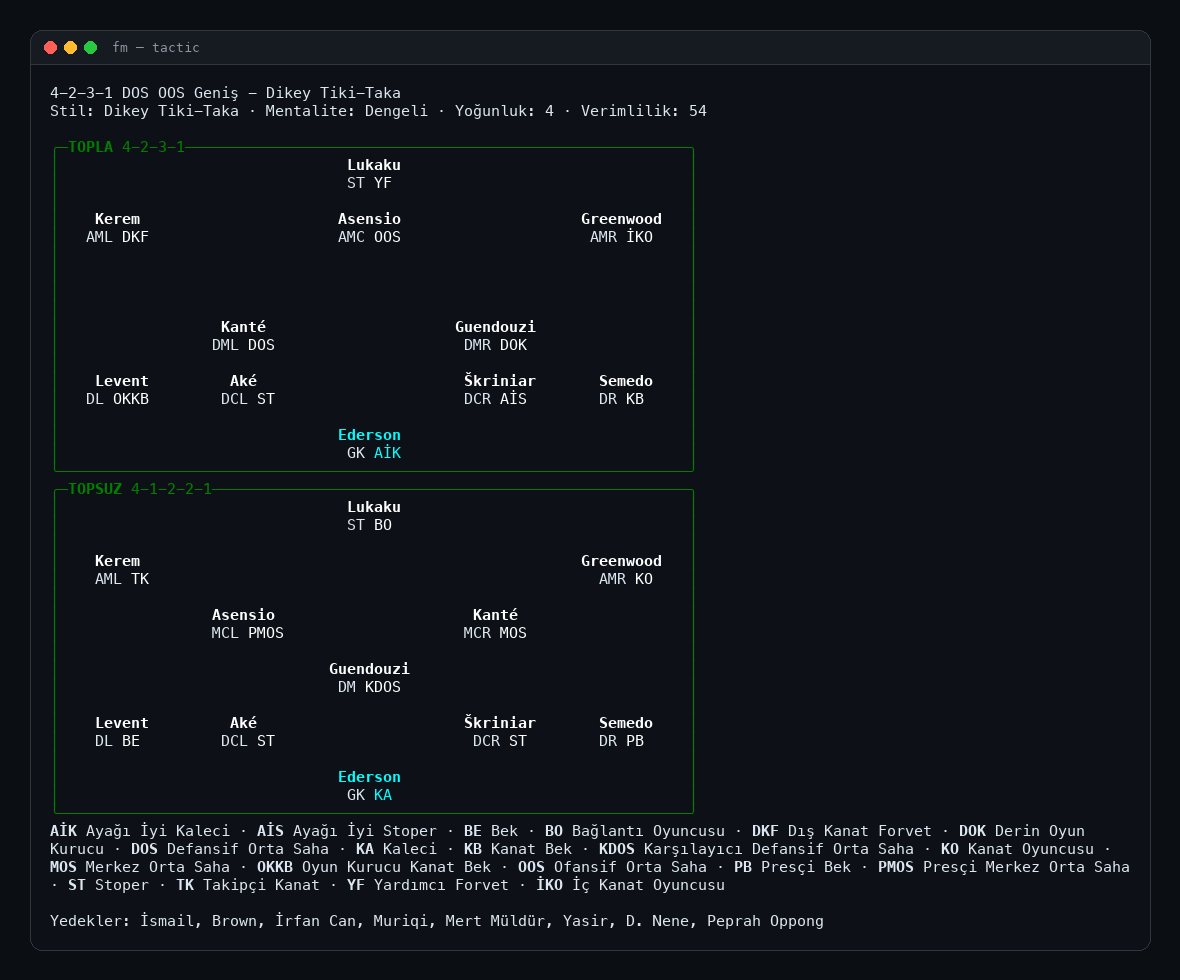 fm — tactic
4–2–3–1 DOS OOS Geniş — Dikey Tiki–Taka
Stil: Dikey Tiki–Taka · Mentalite: Dengeli · Yoğunluk: 4 · Verimlilik: 54
TOPLA 4–2–3–1
Lukaku
ST YF
Kerem Asensio Greenwood
AML DKF AMC OOS AMR İKO
Kanté Guendouzi
DML DOS DMR DOK
Levent Aké Škriniar Semedo
DL OKKB DCL ST DCR AİS DR KB
Ederson
GK AİK
TOPSUZ 4–1–2–2–1
Lukaku
ST BO
Kerem Greenwood
AML TK AMR KO
Asensio Kanté
MCL PMOS MCR MOS
Guendouzi
DM KDOS
Levent Aké Škriniar Semedo
DL BE DCL ST DCR ST DR PB
Ederson
GK KA
AİK Ayağı İyi Kaleci · AİS Ayağı İyi Stoper · BE Bek · BO Bağlantı Oyuncusu · DKF Dış Kanat Forvet · DOK Derin Oyun
Kurucu · DOS Defansif Orta Saha · KA Kaleci · KB Kanat Bek · KDOS Karşılayıcı Defansif Orta Saha · KO Kanat Oyuncusu ·
MOS Merkez Orta Saha · OKKB Oyun Kurucu Kanat Bek · OOS Ofansif Orta Saha · PB Presçi Bek · PMOS Presçi Merkez Orta Saha
· ST Stoper · TK Takipçi Kanat · YF Yardımcı Forvet · İKO İç Kanat Oyuncusu
Yedekler: İsmail, Brown, İrfan Can, Muriqi, Mert Müldür, Yasir, D. Nene, Peprah Oppong